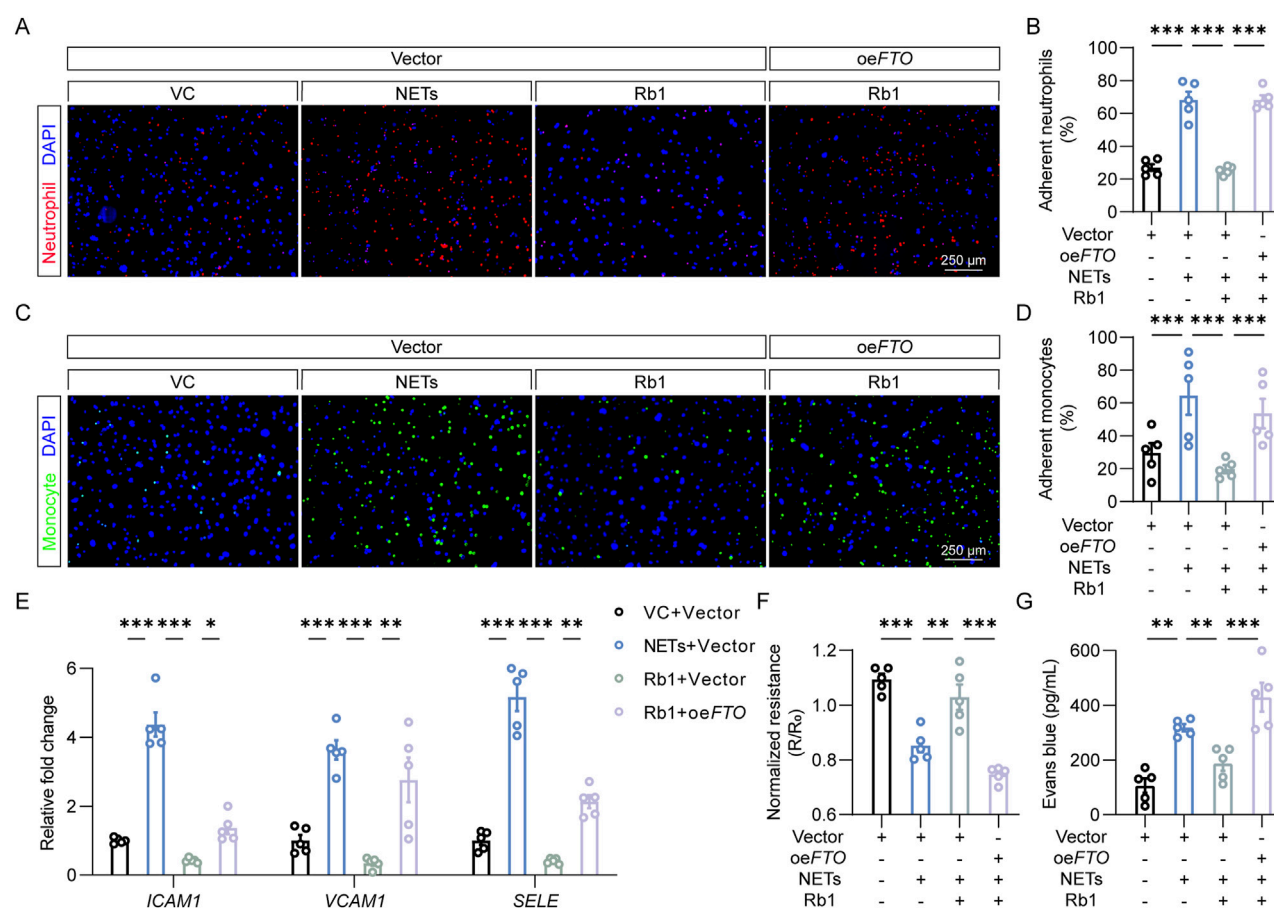 A
Vector
oeFTO
VC
NETs
Rb1
Rb1
Neutrophil DAPI
250 μm
B
*** *** ***
Adherent neutrophils
(%)
100
80
60
40
20
0
Vector + + + -
oeFTO - - - +
NETs - + + +
Rb1 - - + +
C
Vector
oeFTO
VC
NETs
Rb1
Rb1
Monocyte DAPI
250 μm
D
*** *** ***
Adherent monocytes
(%)
100
80
60
40
20
0
Vector + + + -
oeFTO - - - +
NETs - + + +
Rb1 - - + +
E
*** *** *
*** *** **
*** *** **
VC+Vector
NETs+Vector
Rb1+Vector
Rb1+oeFTO
Relative fold change
6
4
2
0
ICAM1
VCAM1
SELE
F
*** ** ***
Normalized resistance
(R/R₀)
1.2
1.0
0.8
0.6
Vector + + + -
oeFTO - - - +
NETs - + + +
Rb1 - - + +
G
** ** ***
Evans blue (pg/mL)
600
400
200
0
Vector + + + -
oeFTO - - - +
NETs - + + +
Rb1 - - + +